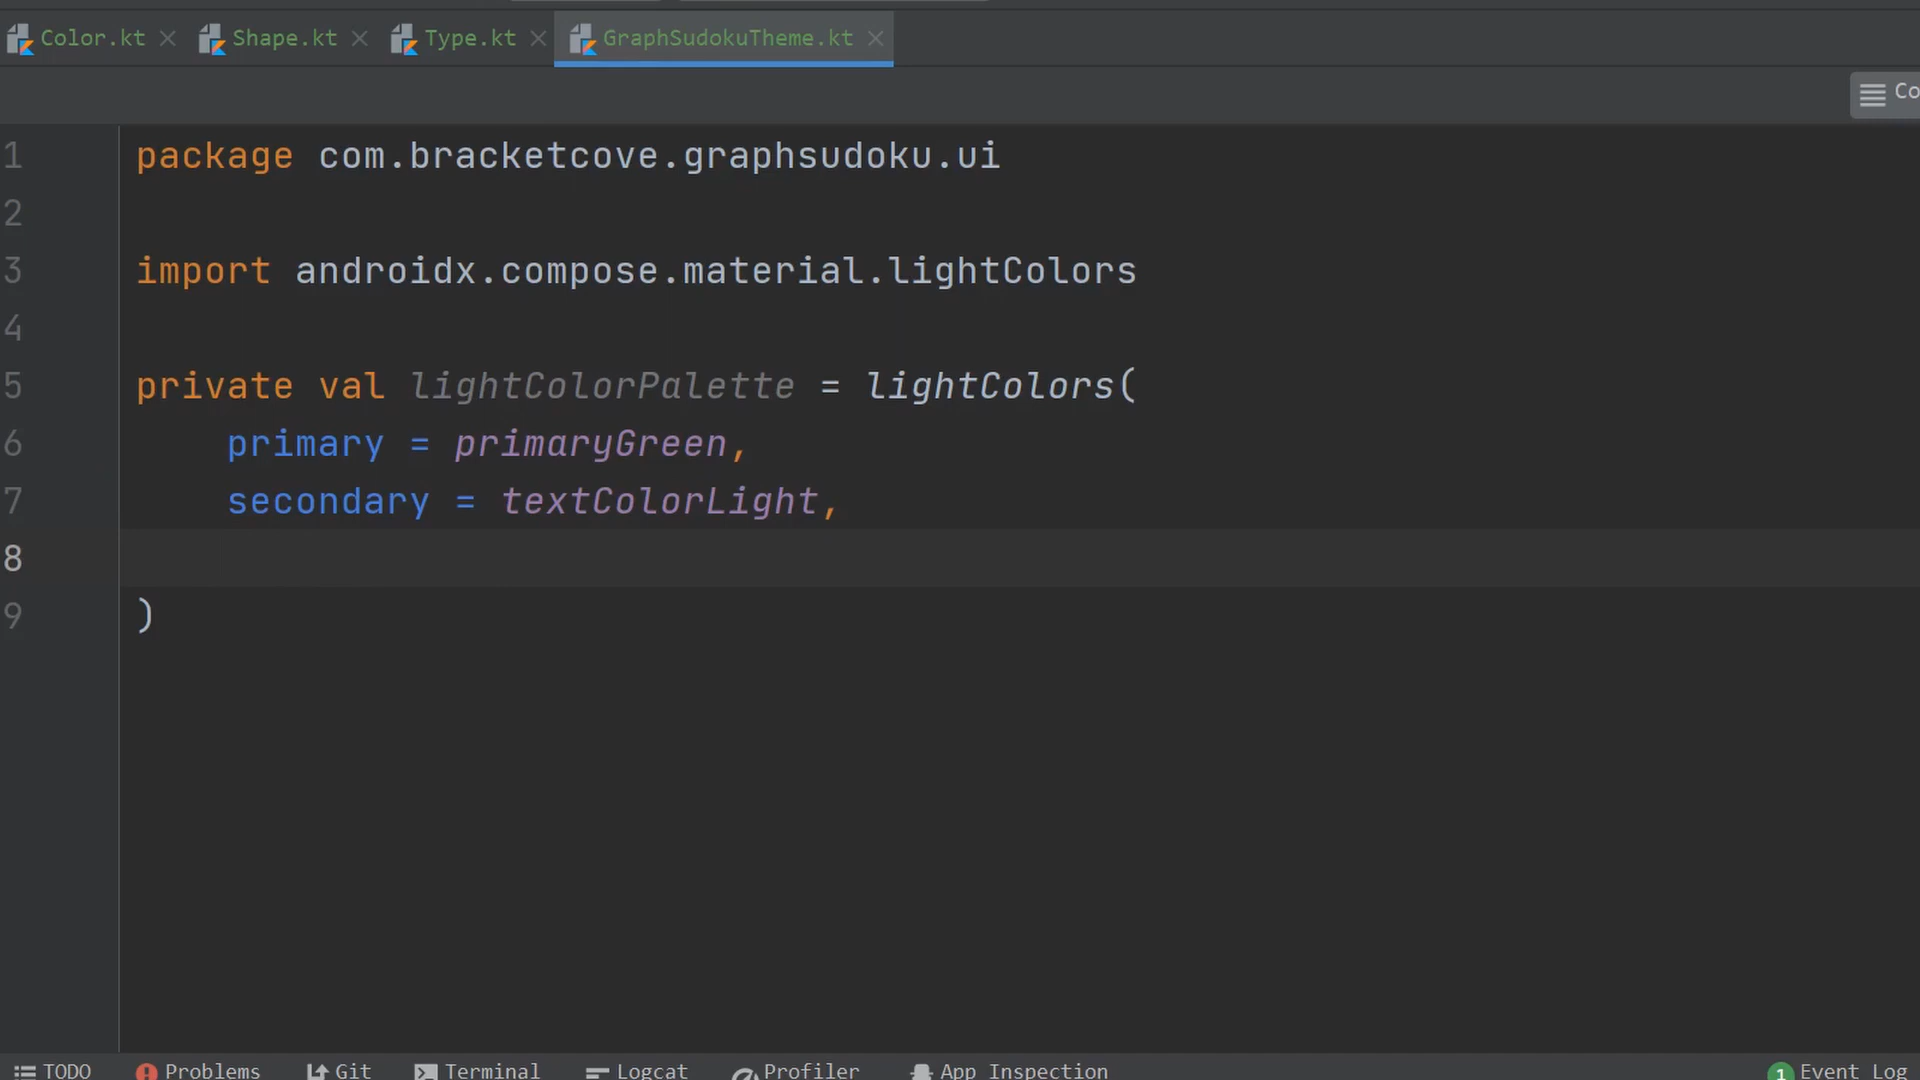 Color.kt Shape.kt Type.kt GraphSudokuTheme.kt
Co
1 package com.bracketcove.graphsudoku.ui
2
3 import androidx.compose.material.lightColors
4
5 private val lightColorPalette = lightColors(
6 primary = primaryGreen,
7 secondary = textColorLight,
8
9 )
TODO Problems Git Terminal Logcat Profiler App Inspection 1 Event Log